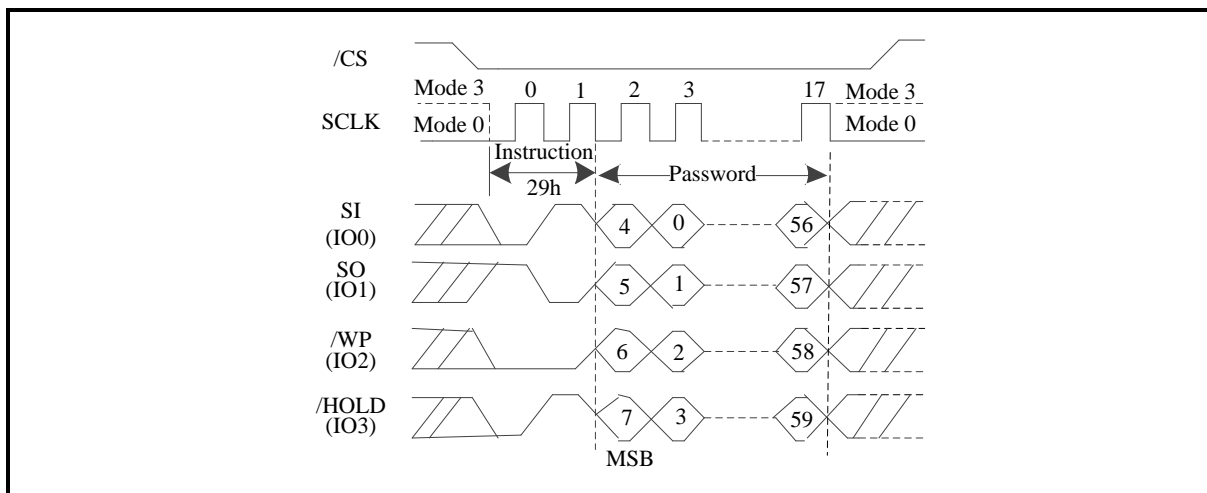 /CS
Mode 3 0 1 2 3 17 Mode 3
SCLK
Mode 0 Mode 0
Instruction
Password
29h
SI
(IO0)
4 0 56
SO
(IO1)
5 1 57
/WP
(IO2)
6 2 58
/HOLD
(IO3)
7 3 59
MSB